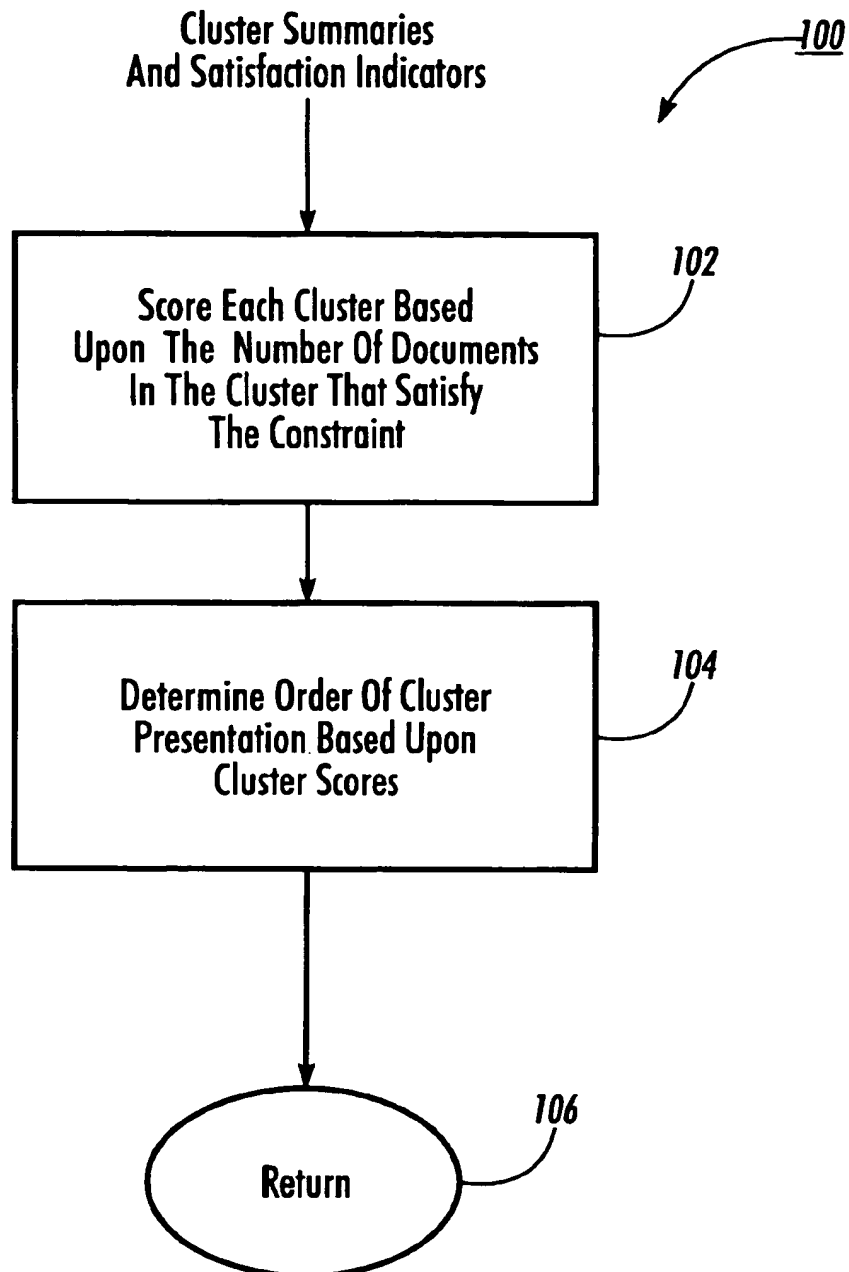 Cluster Summaries
And Satisfaction Indicators
100
Score Each Cluster Based
Upon The Number Of Documents
In The Cluster That Satisfy
The Constraint
102
Determine Order Of Cluster
Presentation Based Upon
Cluster Scores
104
Return
106